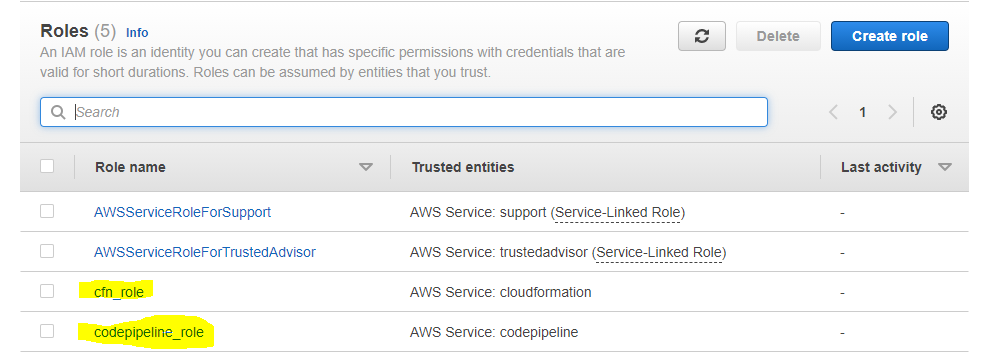 Roles (5) Info
An IAM role is an identity you can create that has specific permissions with credentials that are
valid for short durations. Roles can be assumed by entities that you trust.
Delete
Create role
Search
1
Role name Trusted entities Last activity
AWSServiceRoleForSupport AWS Service: support (Service-Linked Role) -
AWSServiceRoleForTrustedAdvisor AWS Service: trustedadvisor (Service-Linked Role) -
cfn_role AWS Service: cloudformation -
codepipeline_role AWS Service: codepipeline -